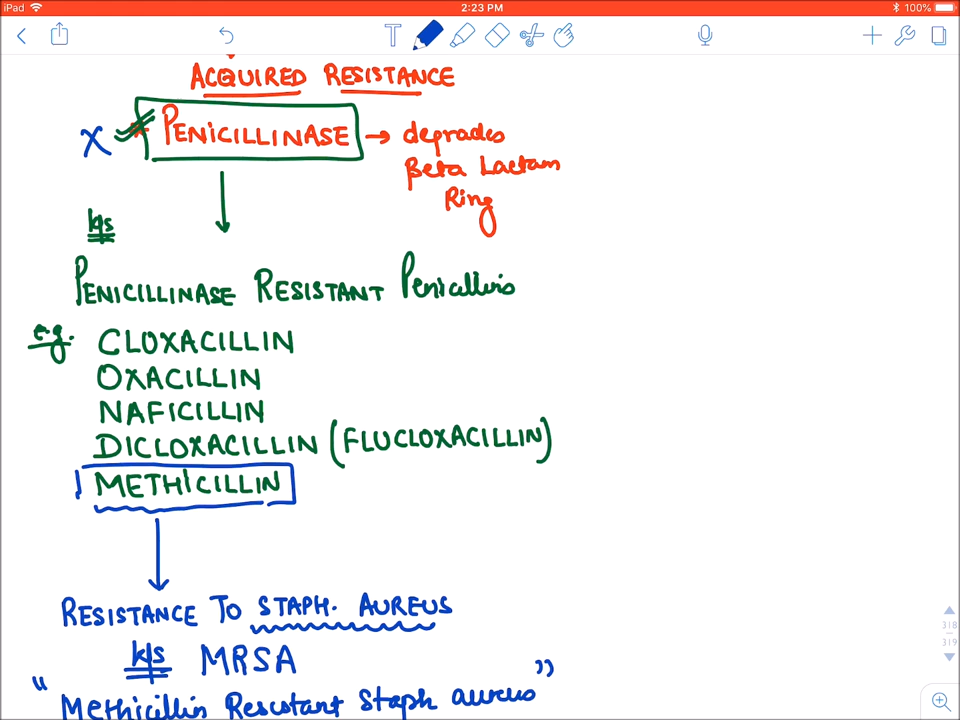 iPad 2:23 PM 100%
T
ACQUIRED RESISTANCE
X * PENICILLINASE → degrades
Beta Lactam
Ring
k/s
PENICILLINASE RESISTANT Penicillins
e.g. CLOXACILLIN
OXACILLIN
NAFICILLIN
DICLOXACILLIN (FLUCLOXACILLIN)
METHICILLIN
RESISTANCE TO STAPH. AUREUS
k/s MRSA
"Methicillin Resistant Staph aureus"
318
319